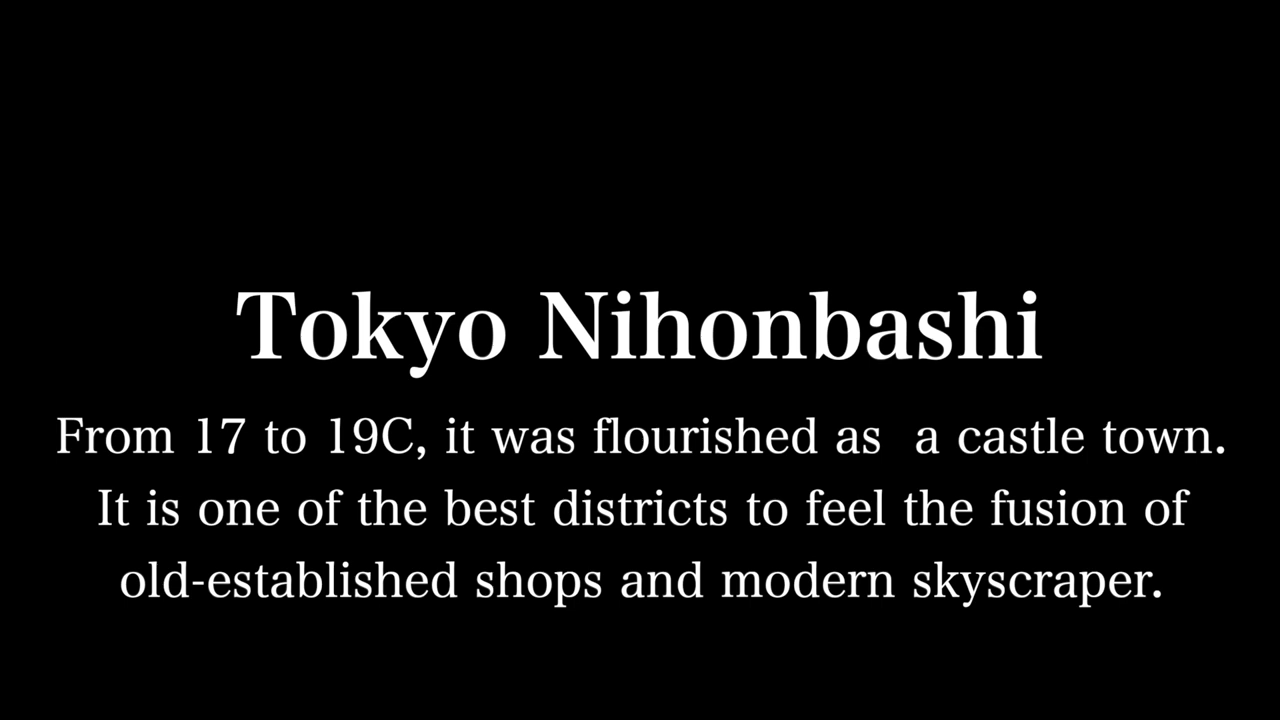 Tokyo Nihonbashi
From 17 to 19C, it was flourished as  a castle town.
It is one of the best districts to feel the fusion of
old-established shops and modern skyscraper.